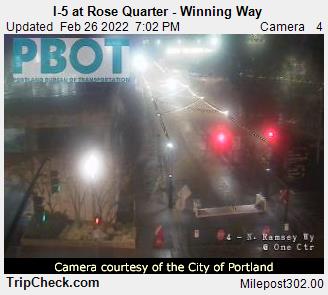 I-5 at Rose Quarter - Winning Way
Updated Feb 26 2022 7:02 PM Camera 4
PBOT
PORTLAND BUREAU OF TRANSPORTATION
4 - N. Ramsey Wy
@ One Ctr
Camera courtesy of the City of Portland
TripCheck.com Milepost302.00